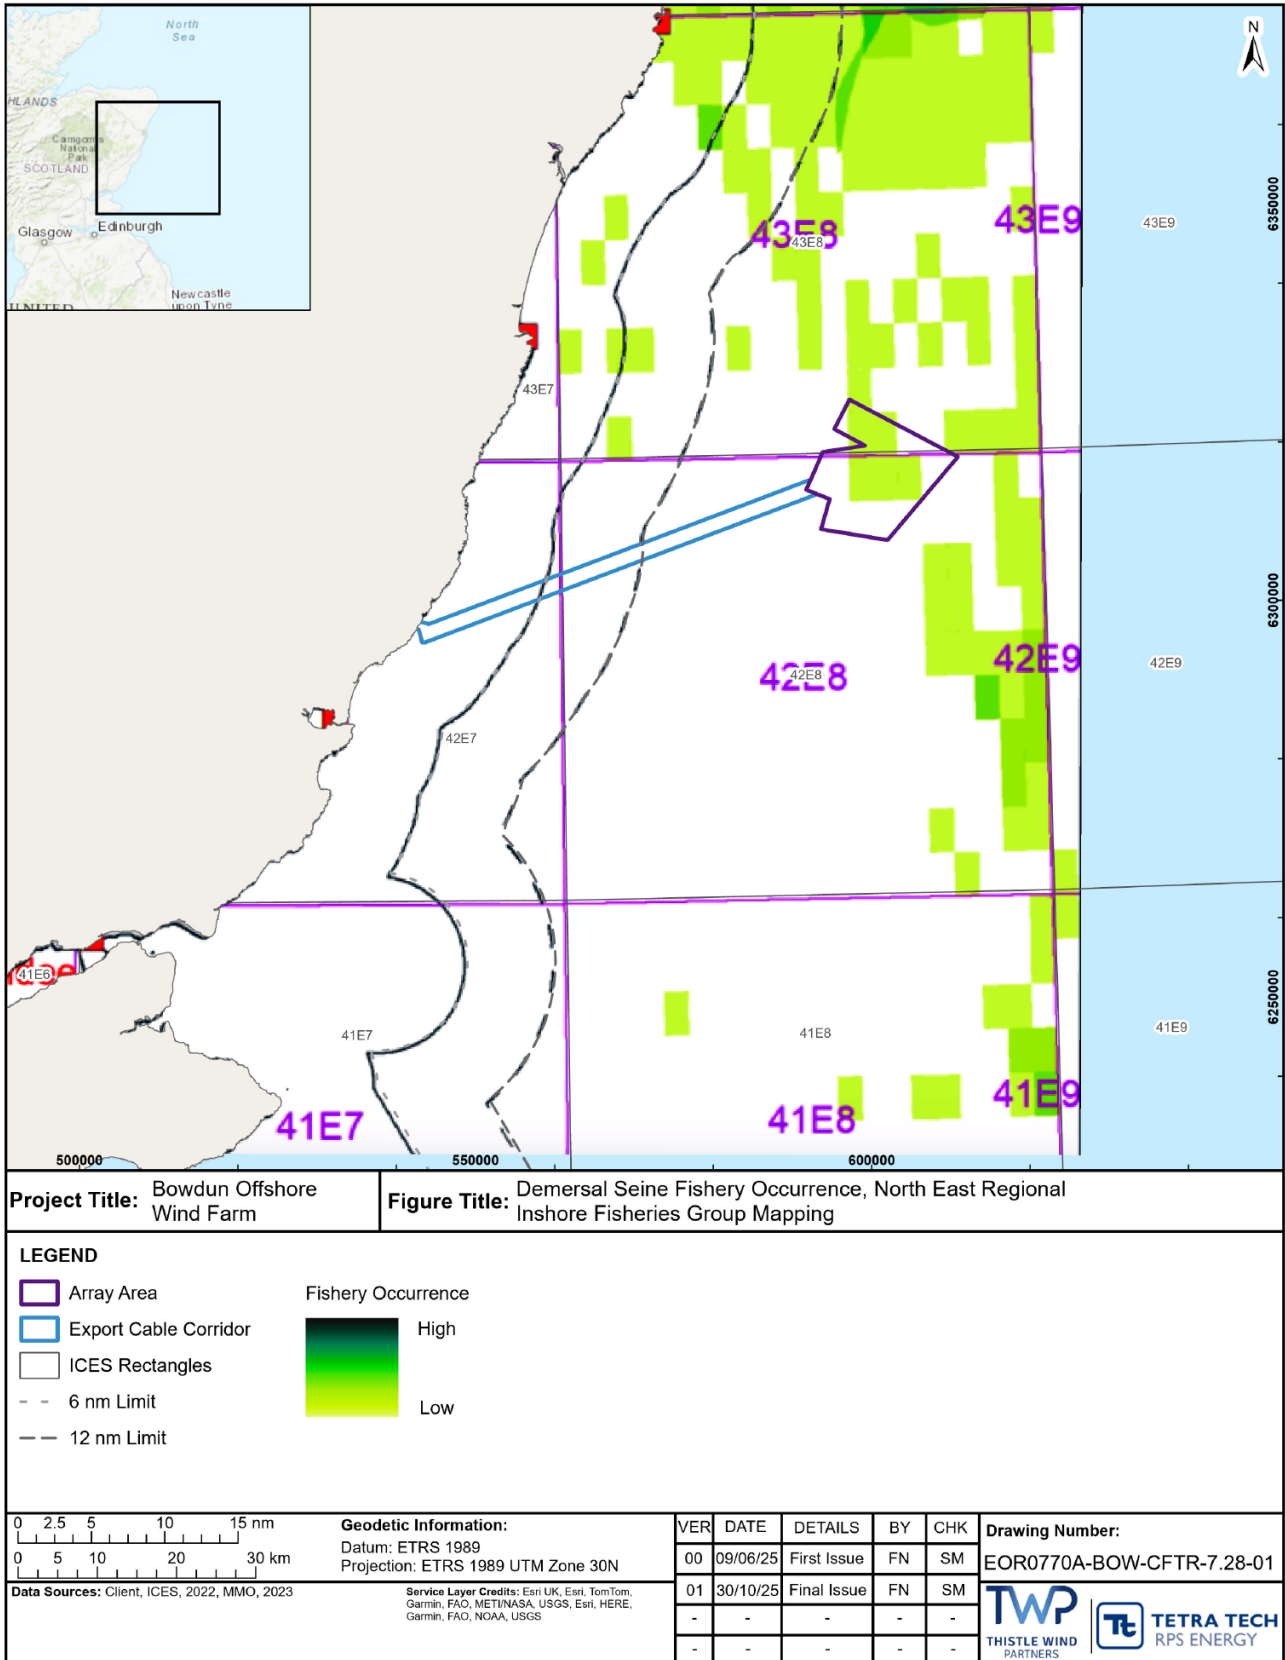 North
Sea
N
HLANDS
Cairngorms
National
Park
SCOTLAND
Glasgow
Edinburgh
Newcastle
upon Tyne
UNITED
43E8
43E8
43E9
43E9
6350000
43E7
6300000
42E8
42E8
42E9
42E9
42E7
41E6
dee
6250000
41E7
41E8
41E9
41E7
41E8
41E9
500000
550000
600000
Project Title: Bowdun Offshore
Wind Farm
Figure Title: Demersal Seine Fishery Occurrence, North East Regional
Inshore Fisheries Group Mapping
LEGEND
Array Area
Export Cable Corridor
ICES Rectangles
6 nm Limit
12 nm Limit
Fishery Occurrence
High
Low
0 2.5 5 10 15 nm
0 5 10 20 30 km
Geodetic Information:
Datum: ETRS 1989
Projection: ETRS 1989 UTM Zone 30N
Data Sources: Client, ICES, 2022, MMO, 2023
Service Layer Credits: Esri UK, Esri, TomTom,
Garmin, FAO, METI/NASA, USGS, Esri, HERE,
Garmin, FAO, NOAA, USGS
VER DATE DETAILS BY CHK
00 09/06/25 First Issue FN SM
01 30/10/25 Final Issue FN SM
- - - - -
- - - - -
Drawing Number:
EOR0770A-BOW-CFTR-7.28-01
TWP
THISTLE WIND
PARTNERS
Tt
TETRA TECH
RPS ENERGY